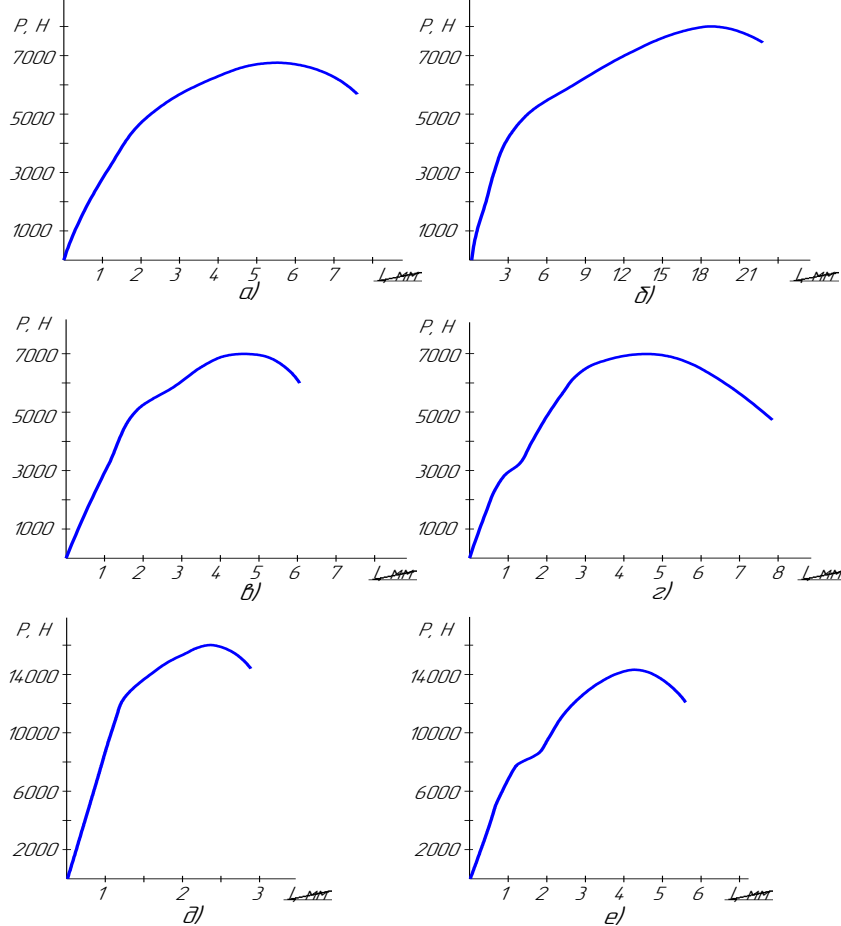 P, H
7000
5000
3000
1000
1 2 3 4 5 6 7 L, мм
а)
P, H
7000
5000
3000
1000
3 6 9 12 15 18 21 L, мм
б)
P, H
7000
5000
3000
1000
1 2 3 4 5 6 7 L, мм
в)
P, H
7000
5000
3000
1000
1 2 3 4 5 6 7 8 L, мм
г)
P, H
14000
10000
6000
2000
1 2 3 L, мм
д)
P, H
14000
10000
6000
2000
1 2 3 4 5 6 L, мм
е)